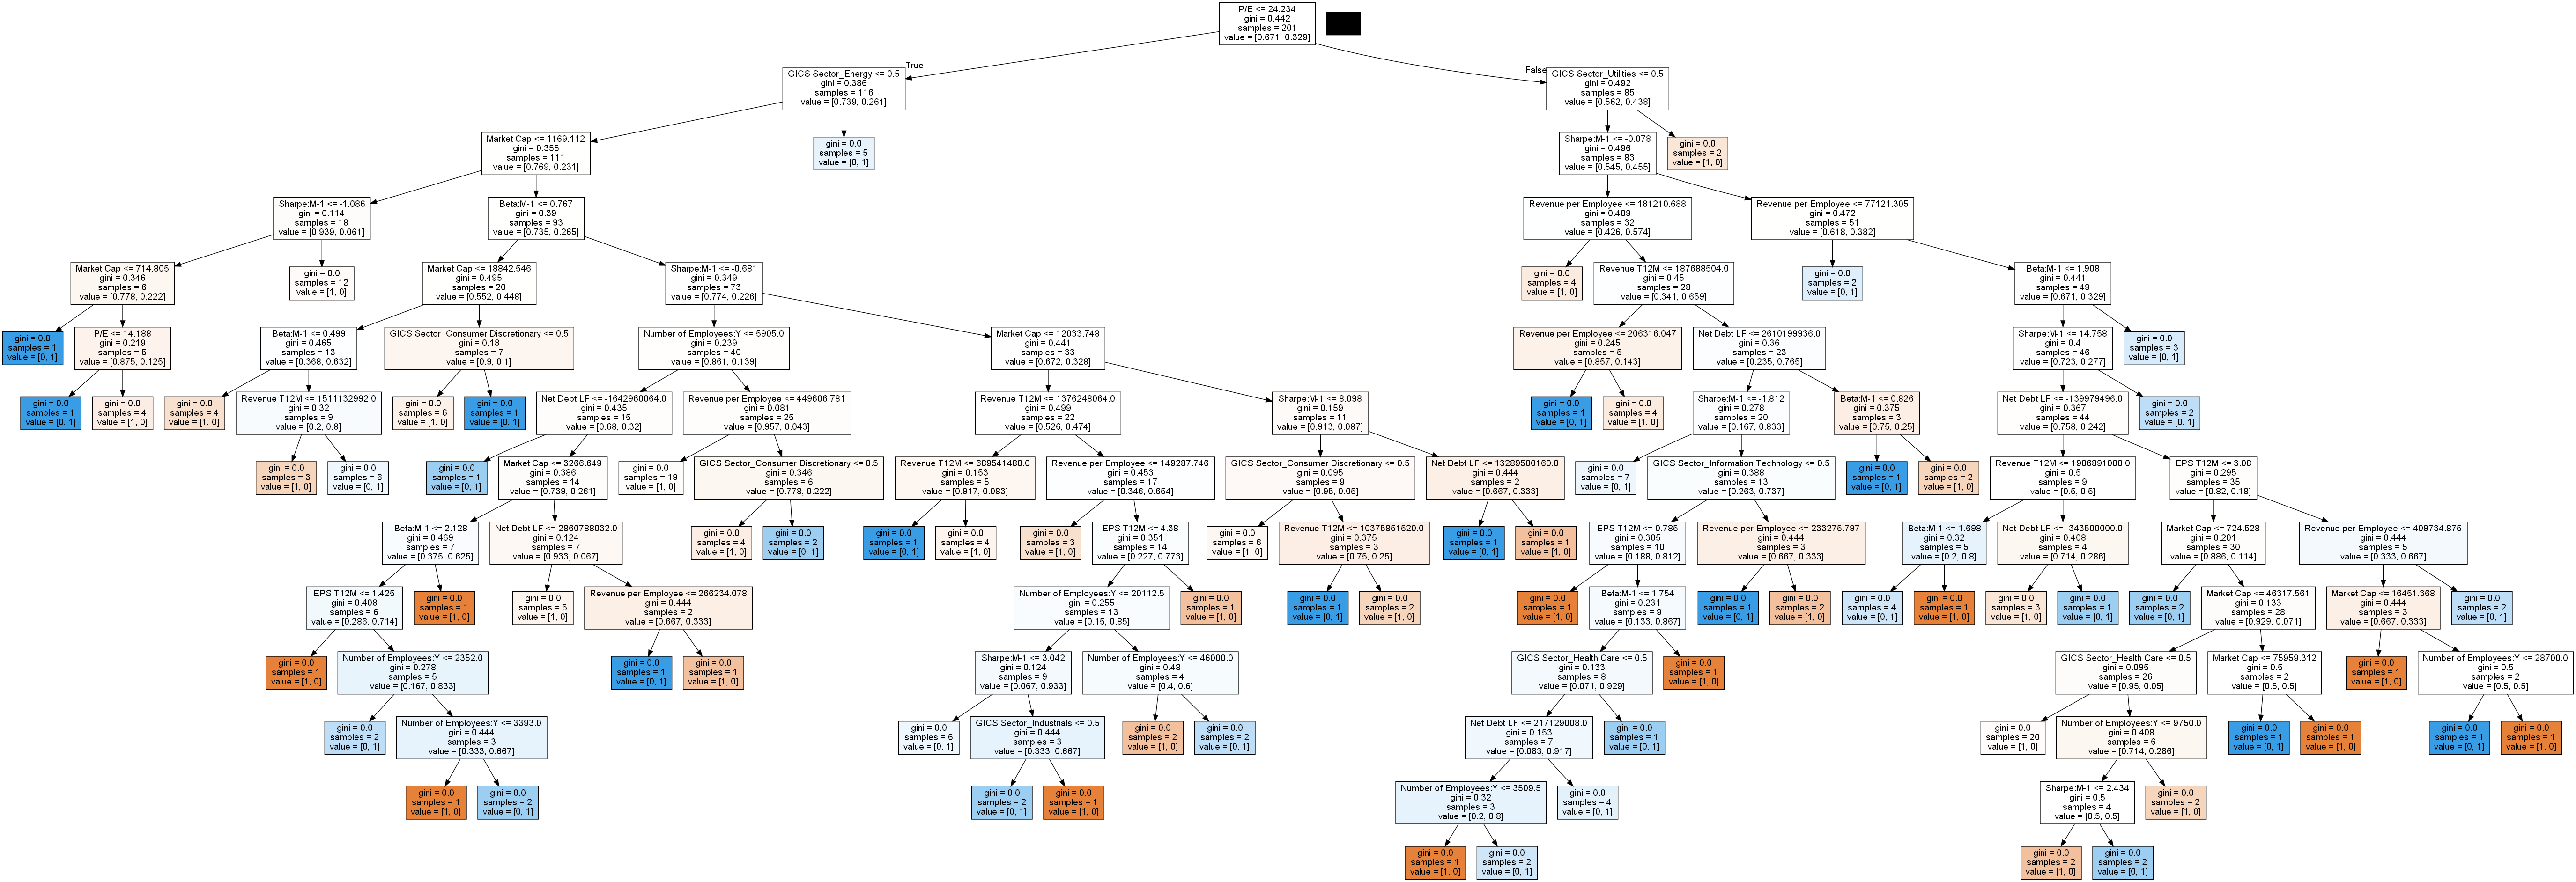 P/E <= 24.234
gini = 0.442
samples = 201
value = [0.671, 0.329]
True
False
GICS Sector_Energy <= 0.5
gini = 0.386
samples = 116
value = [0.739, 0.261]
GICS Sector_Utilities <= 0.5
gini = 0.492
samples = 85
value = [0.562, 0.438]
Market Cap <= 1169.112
gini = 0.355
samples = 111
value = [0.769, 0.231]
gini = 0.0
samples = 5
value = [0, 1]
Sharpe:M-1 <= -0.078
gini = 0.496
samples = 83
value = [0.545, 0.455]
gini = 0.0
samples = 2
value = [1, 0]
Sharpe:M-1 <= -1.086
gini = 0.114
samples = 18
value = [0.939, 0.061]
Beta:M-1 <= 0.767
gini = 0.39
samples = 93
value = [0.735, 0.265]
Revenue per Employee <= 181210.688
gini = 0.489
samples = 32
value = [0.426, 0.574]
Revenue per Employee <= 77121.305
gini = 0.472
samples = 51
value = [0.618, 0.382]
Market Cap <= 714.805
gini = 0.346
samples = 6
value = [0.778, 0.222]
gini = 0.0
samples = 12
value = [1, 0]
Market Cap <= 18842.546
gini = 0.495
samples = 20
value = [0.552, 0.448]
Sharpe:M-1 <= -0.681
gini = 0.349
samples = 73
value = [0.774, 0.226]
gini = 0.0
samples = 4
value = [1, 0]
Revenue T12M <= 187688504.0
gini = 0.45
samples = 28
value = [0.341, 0.659]
gini = 0.0
samples = 2
value = [0, 1]
Beta:M-1 <= 1.908
gini = 0.441
samples = 49
value = [0.671, 0.329]
gini = 0.0
samples = 1
value = [0, 1]
P/E <= 14.188
gini = 0.219
samples = 5
value = [0.875, 0.125]
Beta:M-1 <= 0.499
gini = 0.465
samples = 13
value = [0.368, 0.632]
GICS Sector_Consumer Discretionary <= 0.5
gini = 0.18
samples = 7
value = [0.9, 0.1]
Number of Employees:Y <= 5905.0
gini = 0.239
samples = 40
value = [0.861, 0.139]
Market Cap <= 12033.748
gini = 0.441
samples = 33
value = [0.672, 0.328]
Revenue per Employee <= 206316.047
gini = 0.245
samples = 5
value = [0.857, 0.143]
Net Debt LF <= 2610199936.0
gini = 0.36
samples = 23
value = [0.235, 0.765]
Sharpe:M-1 <= 14.758
gini = 0.4
samples = 46
value = [0.723, 0.277]
gini = 0.0
samples = 3
value = [0, 1]
gini = 0.0
samples = 1
value = [0, 1]
gini = 0.0
samples = 4
value = [1, 0]
gini = 0.0
samples = 4
value = [1, 0]
Revenue T12M <= 1511132992.0
gini = 0.32
samples = 9
value = [0.2, 0.8]
gini = 0.0
samples = 6
value = [1, 0]
gini = 0.0
samples = 1
value = [0, 1]
Net Debt LF <= -1642960064.0
gini = 0.435
samples = 15
value = [0.68, 0.32]
Revenue per Employee <= 449606.781
gini = 0.081
samples = 25
value = [0.957, 0.043]
Revenue T12M <= 1376248064.0
gini = 0.499
samples = 22
value = [0.526, 0.474]
Sharpe:M-1 <= 8.098
gini = 0.159
samples = 11
value = [0.913, 0.087]
gini = 0.0
samples = 1
value = [0, 1]
gini = 0.0
samples = 4
value = [1, 0]
Sharpe:M-1 <= -1.812
gini = 0.278
samples = 20
value = [0.167, 0.833]
Beta:M-1 <= 0.826
gini = 0.375
samples = 3
value = [0.75, 0.25]
Net Debt LF <= -139979496.0
gini = 0.367
samples = 44
value = [0.758, 0.242]
gini = 0.0
samples = 2
value = [0, 1]
gini = 0.0
samples = 3
value = [1, 0]
gini = 0.0
samples = 6
value = [0, 1]
gini = 0.0
samples = 1
value = [0, 1]
Market Cap <= 3266.649
gini = 0.386
samples = 14
value = [0.739, 0.261]
gini = 0.0
samples = 19
value = [1, 0]
GICS Sector_Consumer Discretionary <= 0.5
gini = 0.346
samples = 6
value = [0.778, 0.222]
Revenue T12M <= 689541488.0
gini = 0.153
samples = 5
value = [0.917, 0.083]
Revenue per Employee <= 149287.746
gini = 0.453
samples = 17
value = [0.346, 0.654]
GICS Sector_Consumer Discretionary <= 0.5
gini = 0.095
samples = 9
value = [0.95, 0.05]
Net Debt LF <= 13289500160.0
gini = 0.444
samples = 2
value = [0.667, 0.333]
gini = 0.0
samples = 7
value = [0, 1]
GICS Sector_Information Technology <= 0.5
gini = 0.388
samples = 13
value = [0.263, 0.737]
gini = 0.0
samples = 1
value = [0, 1]
gini = 0.0
samples = 2
value = [1, 0]
Revenue T12M <= 1986891008.0
gini = 0.5
samples = 9
value = [0.5, 0.5]
EPS T12M <= 3.08
gini = 0.295
samples = 35
value = [0.82, 0.18]
Beta:M-1 <= 2.128
gini = 0.469
samples = 7
value = [0.375, 0.625]
Net Debt LF <= 2860788032.0
gini = 0.124
samples = 7
value = [0.933, 0.067]
gini = 0.0
samples = 4
value = [1, 0]
gini = 0.0
samples = 2
value = [0, 1]
gini = 0.0
samples = 1
value = [0, 1]
gini = 0.0
samples = 4
value = [1, 0]
gini = 0.0
samples = 3
value = [1, 0]
EPS T12M <= 4.38
gini = 0.351
samples = 14
value = [0.227, 0.773]
gini = 0.0
samples = 6
value = [1, 0]
Revenue T12M <= 10375851520.0
gini = 0.375
samples = 3
value = [0.75, 0.25]
gini = 0.0
samples = 1
value = [0, 1]
gini = 0.0
samples = 1
value = [1, 0]
EPS T12M <= 0.785
gini = 0.305
samples = 10
value = [0.188, 0.812]
Revenue per Employee <= 233275.797
gini = 0.444
samples = 3
value = [0.667, 0.333]
Beta:M-1 <= 1.698
gini = 0.32
samples = 5
value = [0.2, 0.8]
Net Debt LF <= -343500000.0
gini = 0.408
samples = 4
value = [0.714, 0.286]
Market Cap <= 724.528
gini = 0.201
samples = 30
value = [0.886, 0.114]
Revenue per Employee <= 409734.875
gini = 0.444
samples = 5
value = [0.333, 0.667]
EPS T12M <= 1.425
gini = 0.408
samples = 6
value = [0.286, 0.714]
gini = 0.0
samples = 1
value = [1, 0]
gini = 0.0
samples = 5
value = [1, 0]
Revenue per Employee <= 266234.078
gini = 0.444
samples = 2
value = [0.667, 0.333]
Number of Employees:Y <= 20112.5
gini = 0.255
samples = 13
value = [0.15, 0.85]
gini = 0.0
samples = 1
value = [1, 0]
gini = 0.0
samples = 1
value = [0, 1]
gini = 0.0
samples = 2
value = [1, 0]
gini = 0.0
samples = 1
value = [1, 0]
Beta:M-1 <= 1.754
gini = 0.231
samples = 9
value = [0.133, 0.867]
gini = 0.0
samples = 1
value = [0, 1]
gini = 0.0
samples = 2
value = [1, 0]
gini = 0.0
samples = 4
value = [0, 1]
gini = 0.0
samples = 1
value = [1, 0]
gini = 0.0
samples = 3
value = [1, 0]
gini = 0.0
samples = 1
value = [0, 1]
gini = 0.0
samples = 2
value = [0, 1]
Market Cap <= 46317.561
gini = 0.133
samples = 28
value = [0.929, 0.071]
Market Cap <= 16451.368
gini = 0.444
samples = 3
value = [0.667, 0.333]
gini = 0.0
samples = 2
value = [0, 1]
gini = 0.0
samples = 1
value = [1, 0]
Number of Employees:Y <= 2352.0
gini = 0.278
samples = 5
value = [0.167, 0.833]
gini = 0.0
samples = 1
value = [0, 1]
gini = 0.0
samples = 1
value = [1, 0]
Sharpe:M-1 <= 3.042
gini = 0.124
samples = 9
value = [0.067, 0.933]
Number of Employees:Y <= 46000.0
gini = 0.48
samples = 4
value = [0.4, 0.6]
GICS Sector_Health Care <= 0.5
gini = 0.133
samples = 8
value = [0.071, 0.929]
gini = 0.0
samples = 1
value = [1, 0]
GICS Sector_Health Care <= 0.5
gini = 0.095
samples = 26
value = [0.95, 0.05]
Market Cap <= 75959.312
gini = 0.5
samples = 2
value = [0.5, 0.5]
gini = 0.0
samples = 1
value = [1, 0]
Number of Employees:Y <= 28700.0
gini = 0.5
samples = 2
value = [0.5, 0.5]
gini = 0.0
samples = 2
value = [0, 1]
Number of Employees:Y <= 3393.0
gini = 0.444
samples = 3
value = [0.333, 0.667]
gini = 0.0
samples = 6
value = [0, 1]
GICS Sector_Industrials <= 0.5
gini = 0.444
samples = 3
value = [0.333, 0.667]
gini = 0.0
samples = 2
value = [1, 0]
gini = 0.0
samples = 2
value = [0, 1]
Net Debt LF <= 217129008.0
gini = 0.153
samples = 7
value = [0.083, 0.917]
gini = 0.0
samples = 1
value = [0, 1]
gini = 0.0
samples = 20
value = [1, 0]
Number of Employees:Y <= 9750.0
gini = 0.408
samples = 6
value = [0.714, 0.286]
gini = 0.0
samples = 1
value = [0, 1]
gini = 0.0
samples = 1
value = [1, 0]
gini = 0.0
samples = 1
value = [0, 1]
gini = 0.0
samples = 1
value = [1, 0]
gini = 0.0
samples = 1
value = [1, 0]
gini = 0.0
samples = 2
value = [0, 1]
gini = 0.0
samples = 2
value = [0, 1]
gini = 0.0
samples = 1
value = [1, 0]
Number of Employees:Y <= 3509.5
gini = 0.32
samples = 3
value = [0.2, 0.8]
gini = 0.0
samples = 4
value = [0, 1]
Sharpe:M-1 <= 2.434
gini = 0.5
samples = 4
value = [0.5, 0.5]
gini = 0.0
samples = 2
value = [1, 0]
gini = 0.0
samples = 1
value = [1, 0]
gini = 0.0
samples = 2
value = [0, 1]
gini = 0.0
samples = 2
value = [1, 0]
gini = 0.0
samples = 2
value = [0, 1]